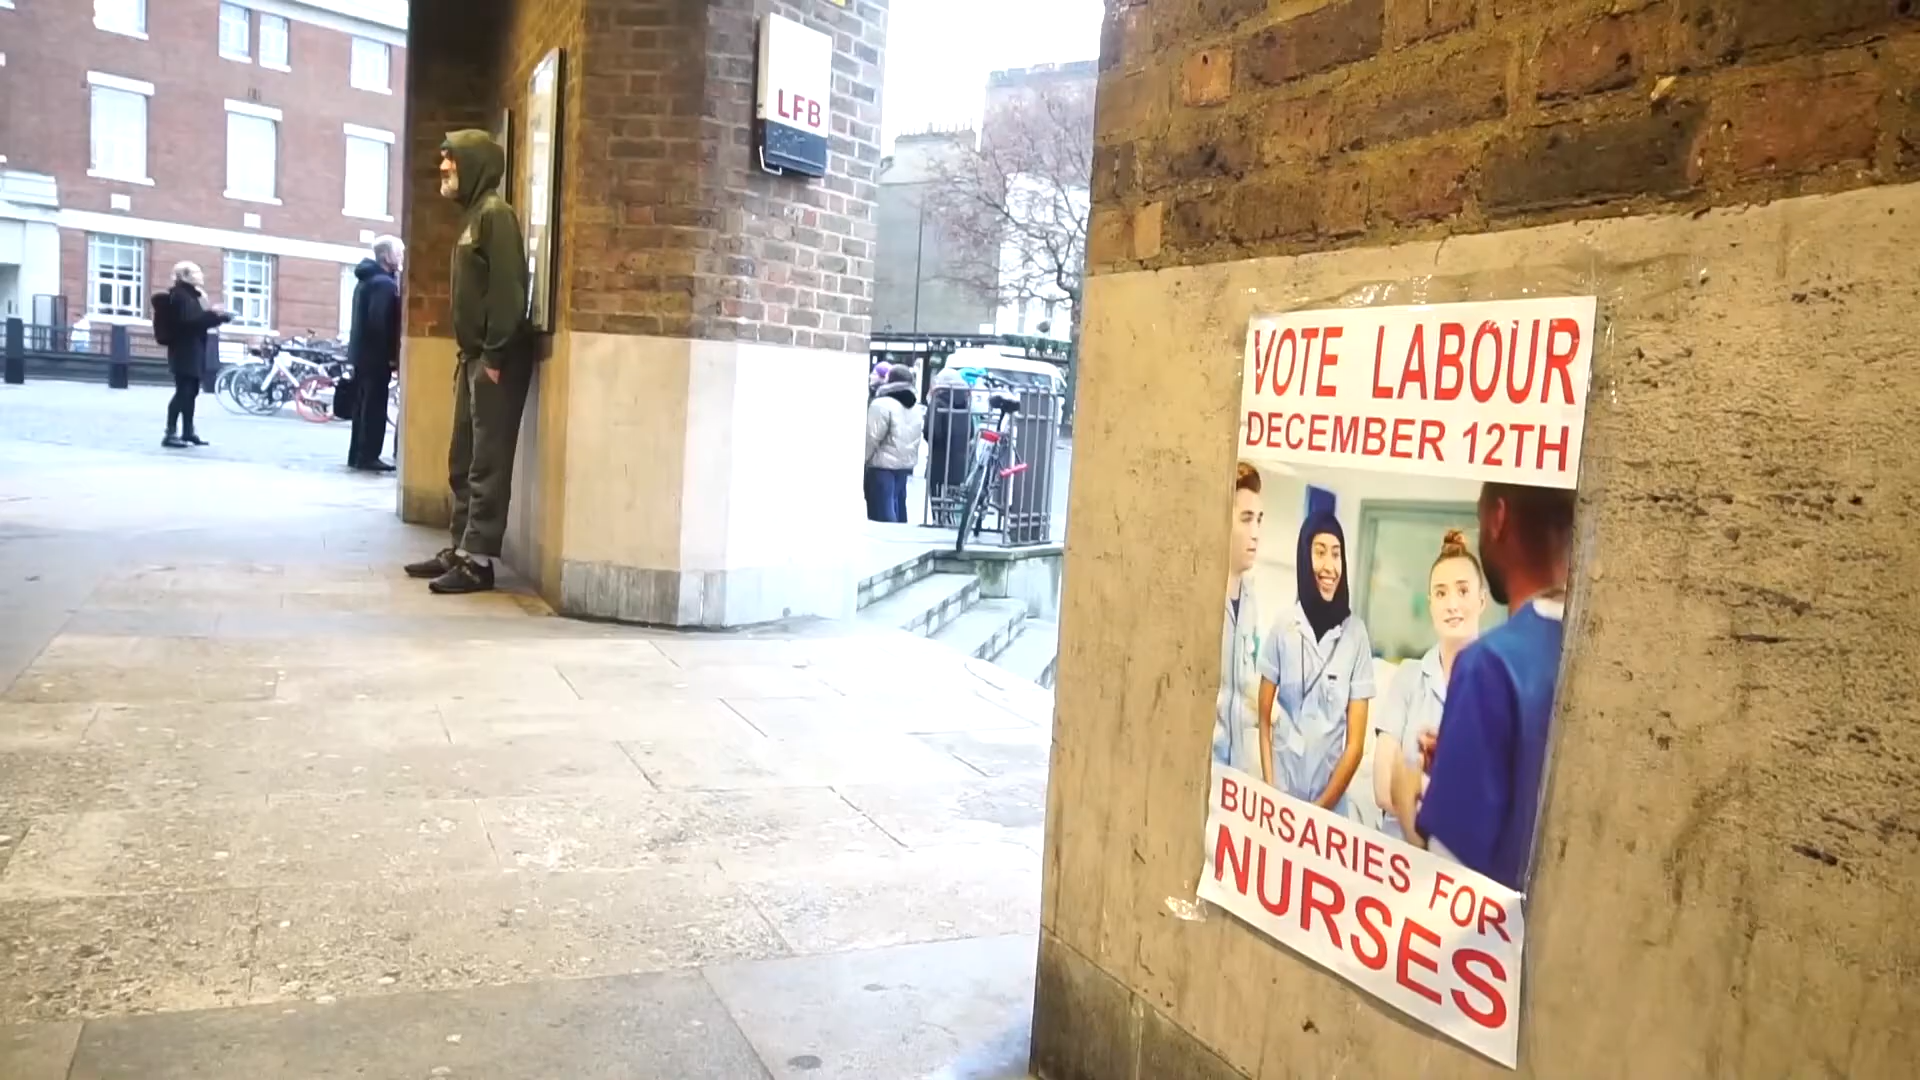 LFB
VOTE LABOUR
DECEMBER 12TH
BURSARIES FOR
NURSES